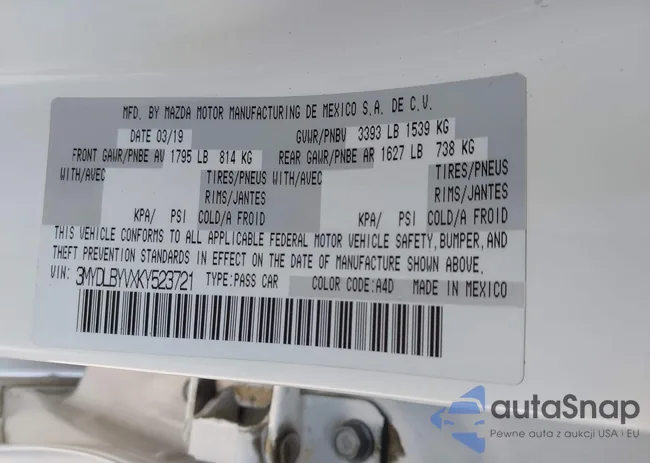 MFD. BY MAZDA MOTOR MANUFACTURING DE MEXICO S.A. DE C.V.
DATE 03/19 GVWR/PNBV 3393 LB 1539 KG
FRONT GAWR/PNBE AV 1795 LB 814 KG REAR GAWR/PNBE AR 1627 LB 738 KG
WITH/AVEC TIRES/PNEUS WITH/AVEC TIRES/PNEUS
RIMS/JANTES RIMS/JANTES
KPA/ PSI COLD/A FROID KPA/ PSI COLD/A FROID
THIS VEHICLE CONFORMS TO ALL APPLICABLE FEDERAL MOTOR VEHICLE SAFETY, BUMPER, AND
THEFT PREVENTION STANDARDS IN EFFECT ON THE DATE OF MANUFACTURE SHOWN ABOVE.
VIN: 3MYDLBYVXKY523721 TYPE:PASS CAR COLOR CODE:A4D MADE IN MEXICO
autaSnap
Pewne auta z aukcji USA i EU